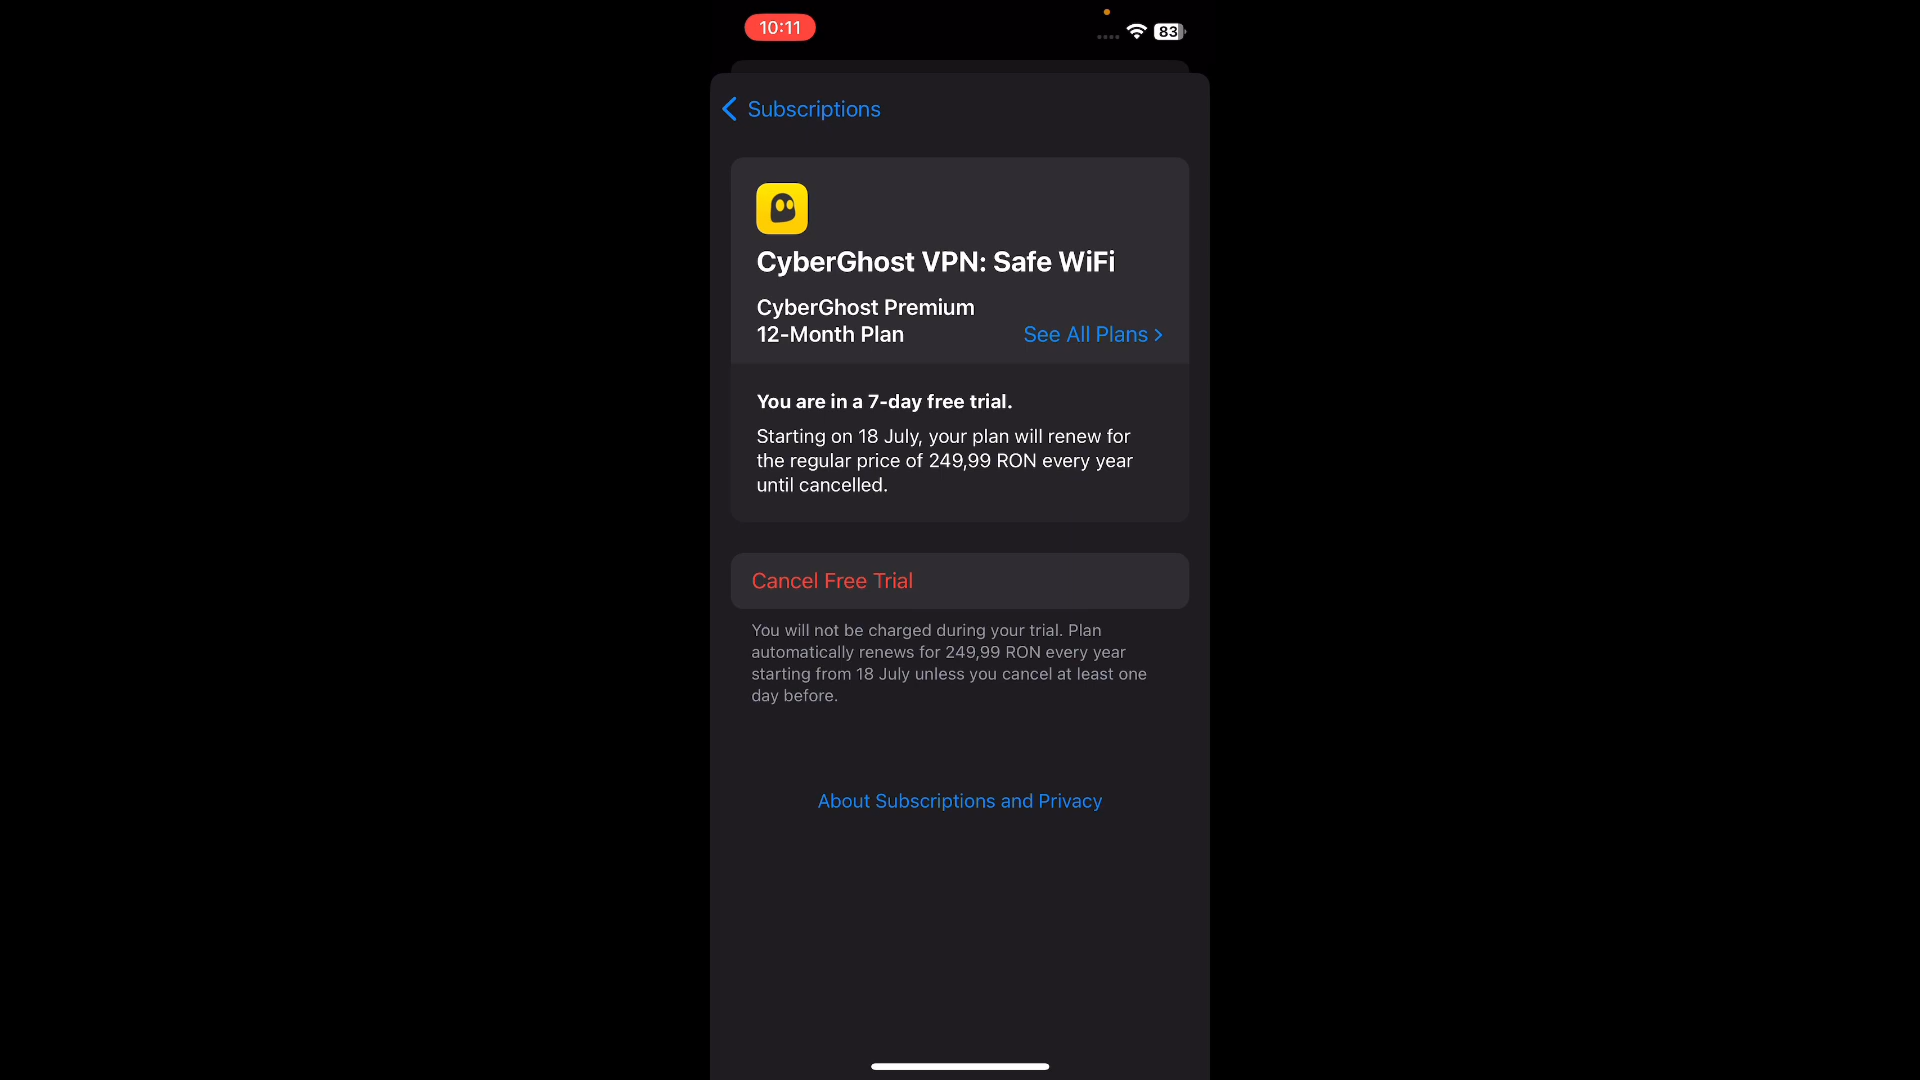 10:11
83
Subscriptions
CyberGhost VPN: Safe WiFi
CyberGhost Premium
12-Month Plan
See All Plans
You are in a 7-day free trial.
Starting on 18 July, your plan will renew for
the regular price of 249,99 RON every year
until cancelled.
Cancel Free Trial
You will not be charged during your trial. Plan
automatically renews for 249,99 RON every year
starting from 18 July unless you cancel at least one
day before.
About Subscriptions and Privacy